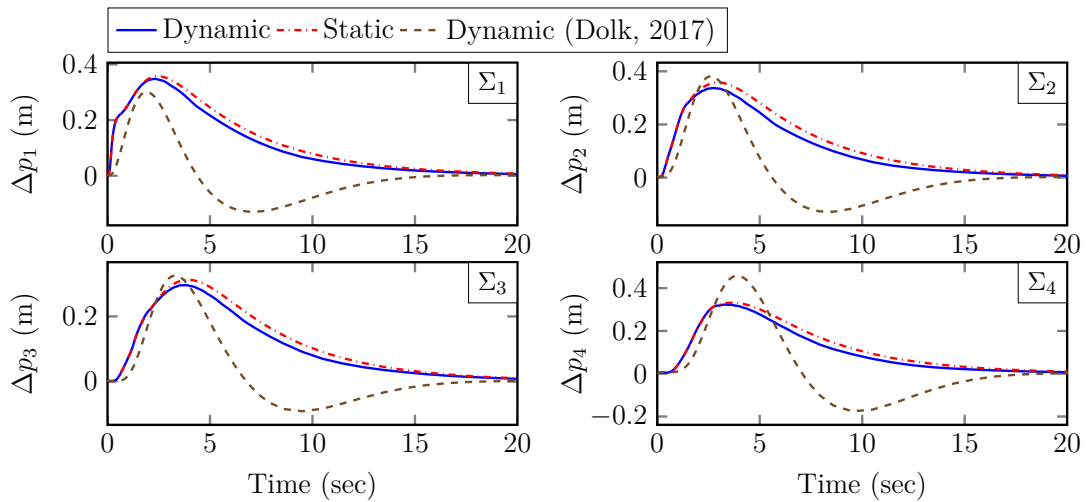 Dynamic Static Dynamic (Dolk, 2017)
Σ1
Δp1 (m)
0.4
0.2
0
0 5 10 15 20
Σ2
Δp2 (m)
0.4
0.2
0
0 5 10 15 20
Σ3
Δp3 (m)
0.2
0
0 5 10 15 20
Time (sec)
Σ4
Δp4 (m)
0.4
0.2
0
−0.2
0 5 10 15 20
Time (sec)